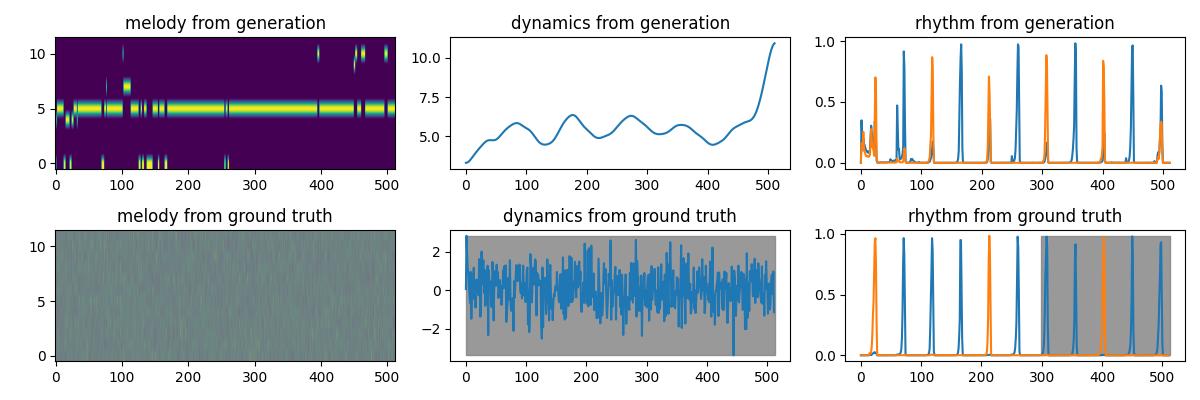 melody from generation
10
5
0
0 100 200 300 400 500
dynamics from generation
10.0
7.5
5.0
0 100 200 300 400 500
rhythm from generation
1.0
0.5
0.0
0 100 200 300 400 500
melody from ground truth
10
5
0
0 100 200 300 400 500
dynamics from ground truth
2
0
−2
0 100 200 300 400 500
rhythm from ground truth
1.0
0.5
0.0
0 100 200 300 400 500